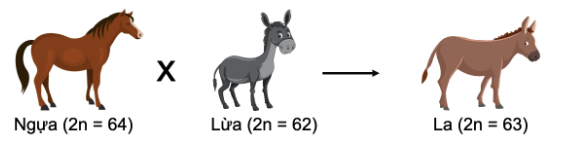 X
Ngựa (2n = 64) Lừa (2n = 62) La (2n = 63)